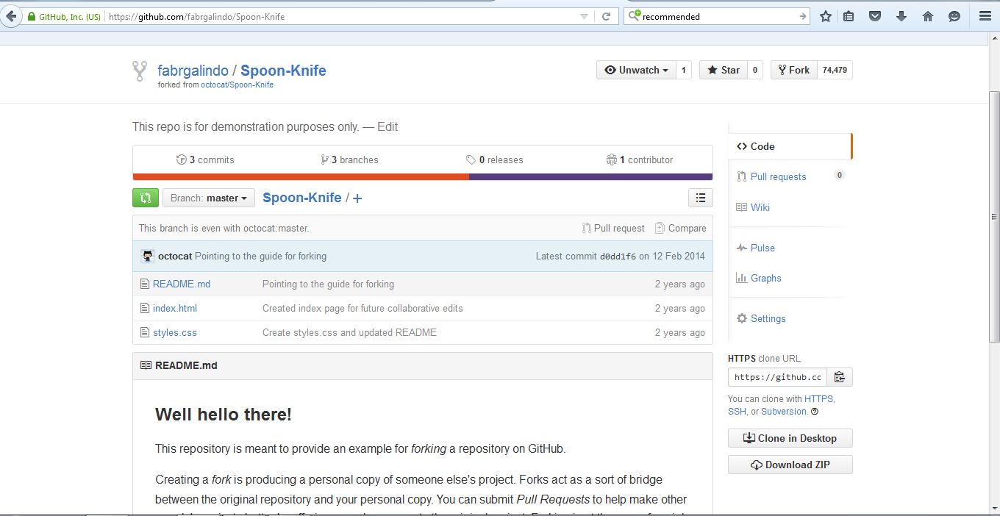 GitHub, Inc. (US) https://github.com/fabrgalindo/Spoon-Knife recommended
fabrgalindo / Spoon-Knife
forked from octocat/Spoon-Knife
Unwatch 1 Star 0 Fork 74,479
This repo is for demonstration purposes only. — Edit
3 commits 3 branches 0 releases 1 contributor
Branch: master Spoon-Knife / +
This branch is even with octocat:master. Pull request Compare
octocat Pointing to the guide for forking Latest commit d0dd1f6 on 12 Feb 2014
README.md Pointing to the guide for forking 2 years ago
index.html Created index page for future collaborative edits 2 years ago
styles.css Create styles.css and updated README 2 years ago
README.md
Well hello there!
This repository is meant to provide an example for forking a repository on GitHub.
Creating a fork is producing a personal copy of someone else's project. Forks act as a sort of bridge
between the original repository and your personal copy. You can submit Pull Requests to help make other
Code
Pull requests 0
Wiki
Pulse
Graphs
Settings
HTTPS clone URL
https://github.cc
You can clone with HTTPS,
SSH, or Subversion.
Clone in Desktop
Download ZIP